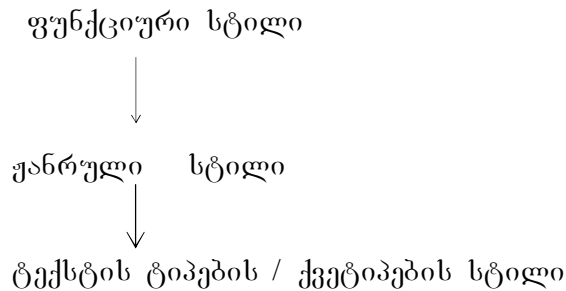 ფუნქციური სტილი
ჟანრული სტილი
ტექსტის ტიპების / ქვეტიპების სტილი